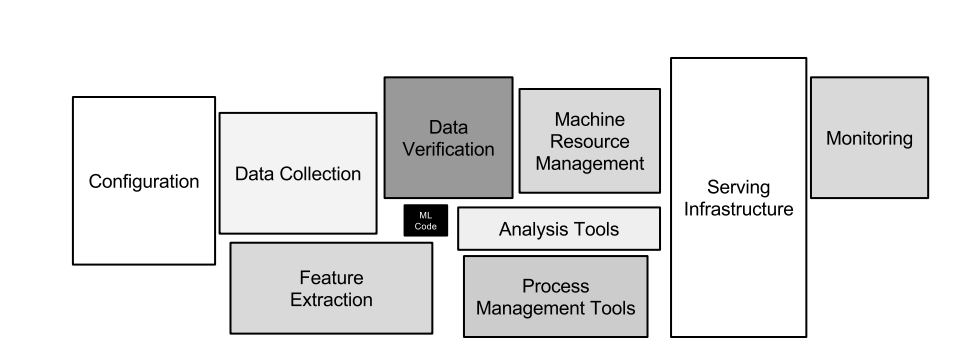 Configuration
Data Collection
Data
Verification
Machine
Resource
Management
Serving
Infrastructure
Monitoring
ML
Code
Analysis Tools
Feature
Extraction
Process
Management Tools